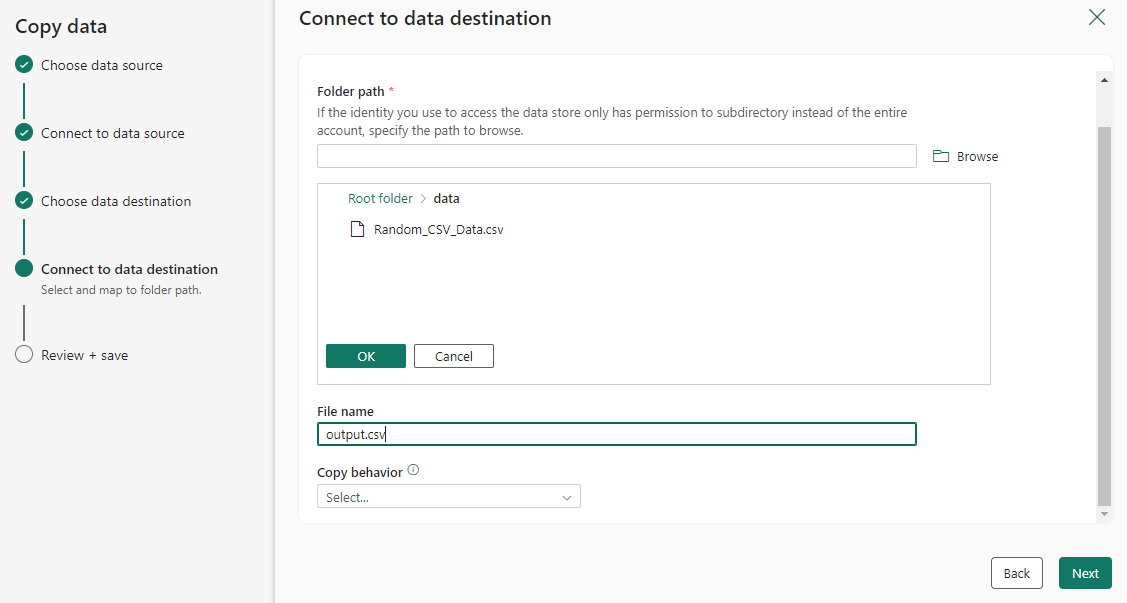 Copy data
Choose data source
Connect to data source
Choose data destination
Connect to data destination
Select and map to folder path.
Review + save
Connect to data destination
Folder path *
If the identity you use to access the data store only has permission to subdirectory instead of the entire
account, specify the path to browse.
Browse
Root folder > data
Random_CSV_Data.csv
OK Cancel
File name
output.csv
Copy behavior
Select...
Back Next